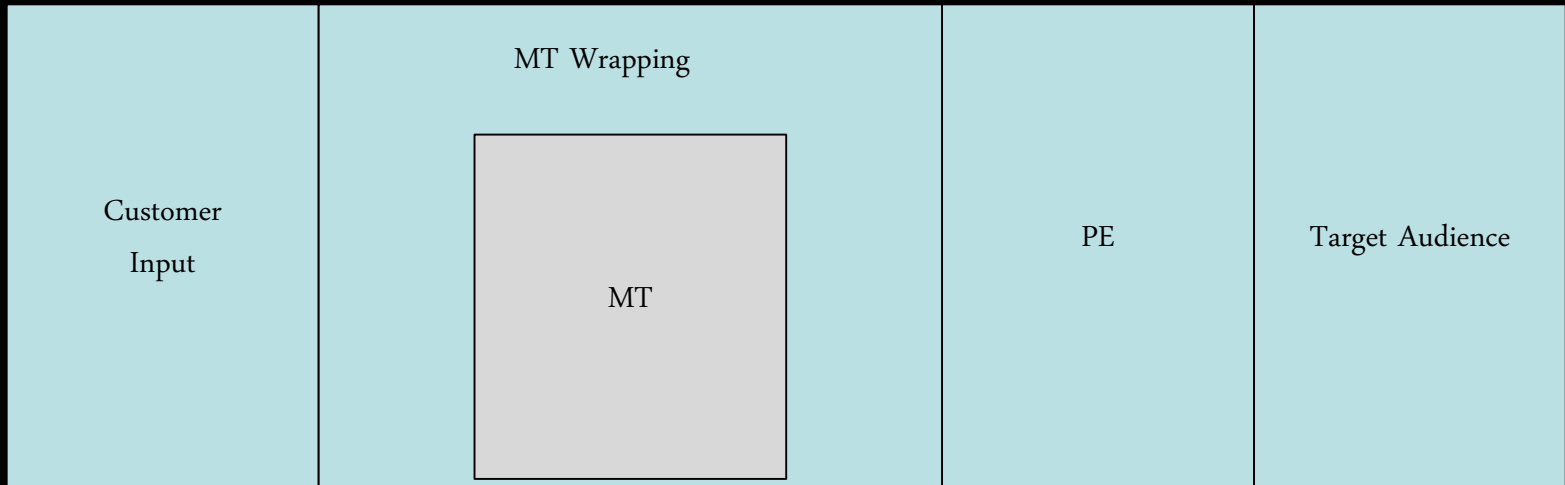 Customer
Input
MT Wrapping
MT
PE
Target Audience